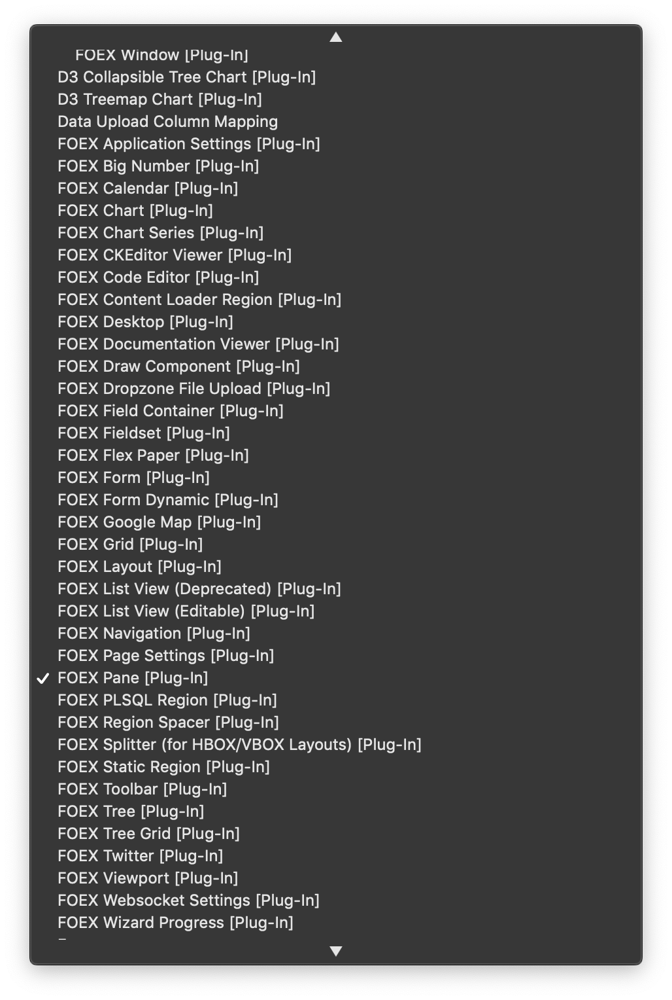 FOEX Window [Plug-In]
D3 Collapsible Tree Chart [Plug-In]
D3 Treemap Chart [Plug-In]
Data Upload Column Mapping
FOEX Application Settings [Plug-In]
FOEX Big Number [Plug-In]
FOEX Calendar [Plug-In]
FOEX Chart [Plug-In]
FOEX Chart Series [Plug-In]
FOEX CKEditor Viewer [Plug-In]
FOEX Code Editor [Plug-In]
FOEX Content Loader Region [Plug-In]
FOEX Desktop [Plug-In]
FOEX Documentation Viewer [Plug-In]
FOEX Draw Component [Plug-In]
FOEX Dropzone File Upload [Plug-In]
FOEX Field Container [Plug-In]
FOEX Fieldset [Plug-In]
FOEX Flex Paper [Plug-In]
FOEX Form [Plug-In]
FOEX Form Dynamic [Plug-In]
FOEX Google Map [Plug-In]
FOEX Grid [Plug-In]
FOEX Layout [Plug-In]
FOEX List View (Deprecated) [Plug-In]
FOEX List View (Editable) [Plug-In]
FOEX Navigation [Plug-In]
FOEX Page Settings [Plug-In]
FOEX Pane [Plug-In]
FOEX PLSQL Region [Plug-In]
FOEX Region Spacer [Plug-In]
FOEX Splitter (for HBOX/VBOX Layouts) [Plug-In]
FOEX Static Region [Plug-In]
FOEX Toolbar [Plug-In]
FOEX Tree [Plug-In]
FOEX Tree Grid [Plug-In]
FOEX Twitter [Plug-In]
FOEX Viewport [Plug-In]
FOEX Websocket Settings [Plug-In]
FOEX Wizard Progress [Plug-In]